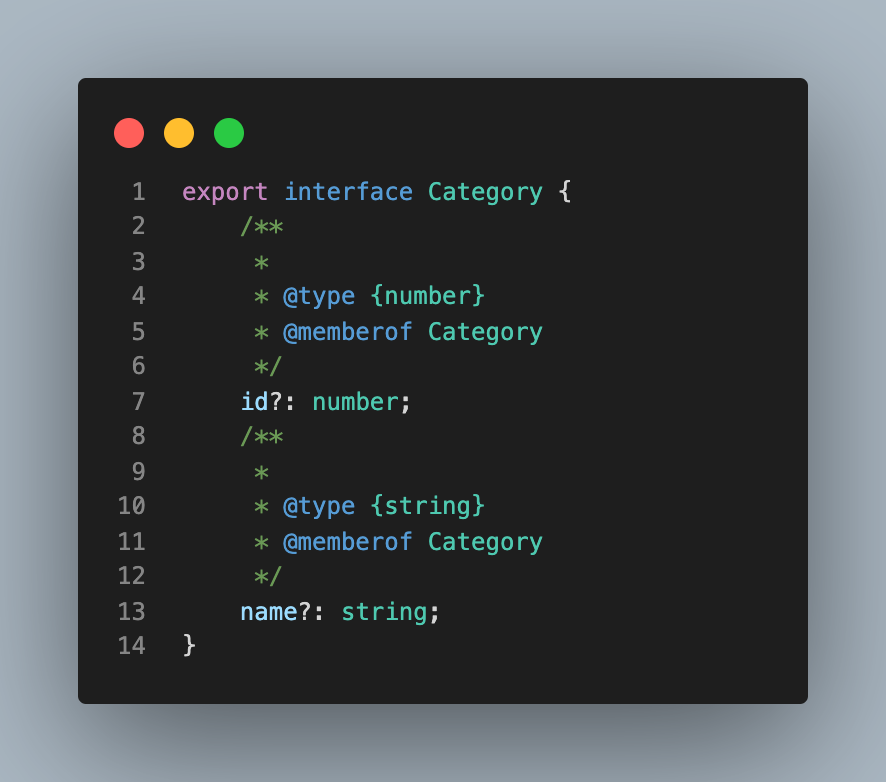 1 export interface Category {
2     /**
3      *
4      * @type {number}
5      * @memberof Category
6      */
7     id?: number;
8     /**
9      *
10      * @type {string}
11      * @memberof Category
12      */
13     name?: string;
14 }